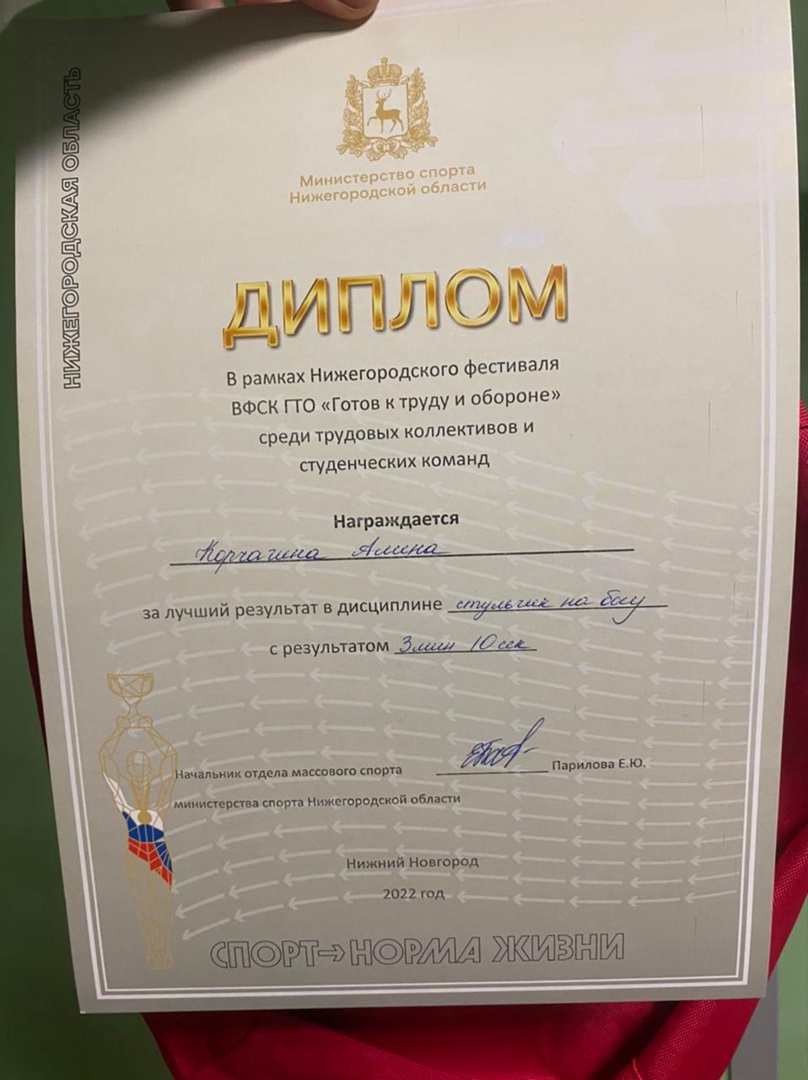 НИЖЕГОРОДСКАЯ ОБЛАСТЬ
Министерство спорта
Нижегородской области
ДИПЛОМ
В рамках Нижегородского фестиваля
ВФСК ГТО «Готов к труду и обороне»
среди трудовых коллективов и
студенческих команд
Награждается
Корчагина Алина
за лучший результат в дисциплине стульчик на босу
с результатом 3 мин 10 сек
Начальник отдела массового спорта Парилова Е.Ю.
министерства спорта Нижегородской области
Нижний Новгород
2022 год
СПОРТ→НОРМА ЖИЗНИ